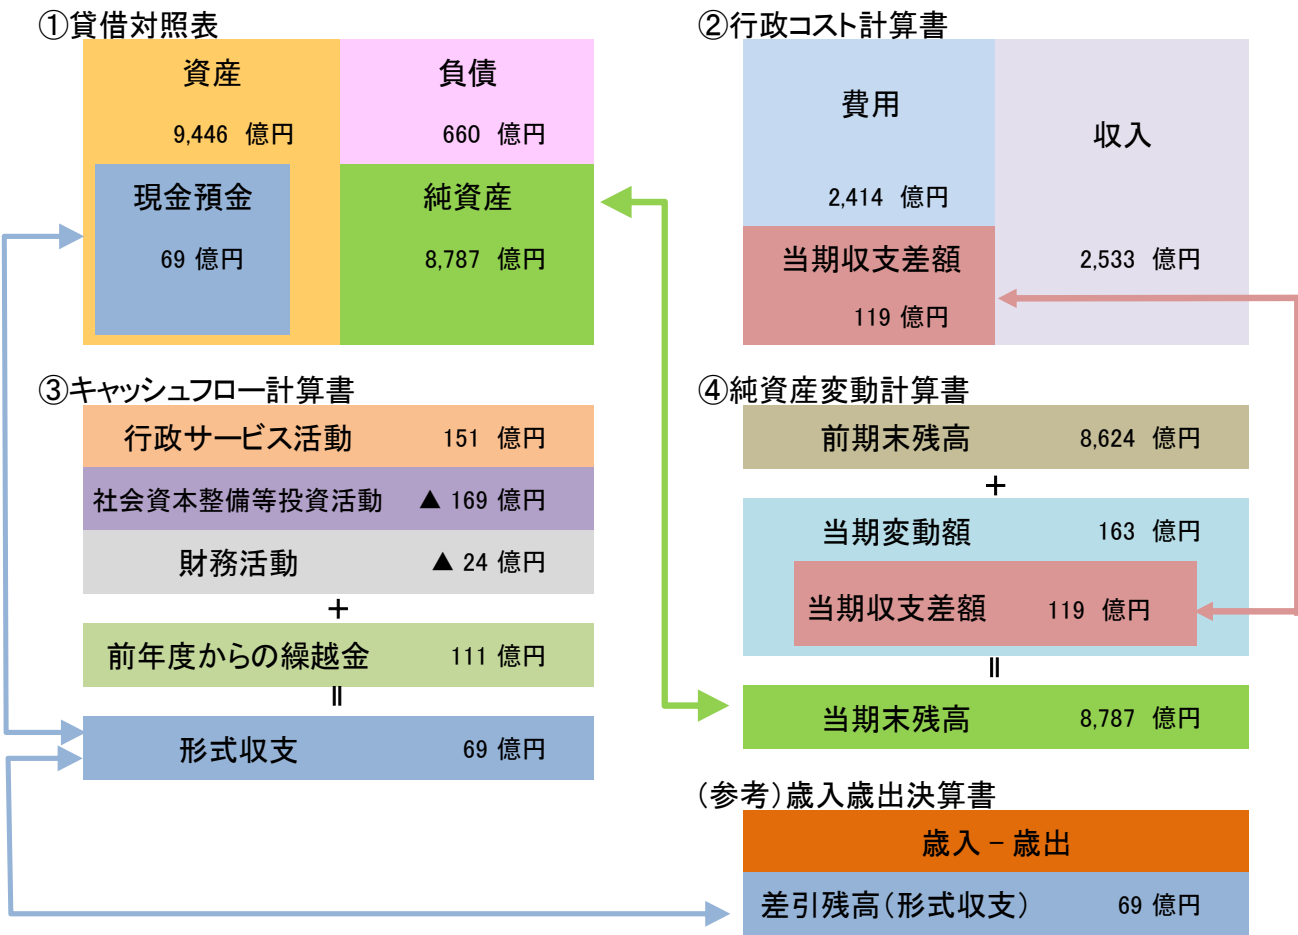 ①貸借対照表
資産
9,446 億円
負債
660 億円
現金預金
69 億円
純資産
8,787 億円
②行政コスト計算書
費用
2,414 億円
収入
2,533 億円
当期収支差額
119 億円
③キャッシュフロー計算書
行政サービス活動 151 億円
社会資本整備等投資活動 ▲ 169 億円
財務活動 ▲ 24 億円
＋
前年度からの繰越金 111 億円
＝
形式収支 69 億円
④純資産変動計算書
前期末残高 8,624 億円
＋
当期変動額 163 億円
当期収支差額 119 億円
＝
当期末残高 8,787 億円
(参考)歳入歳出決算書
歳入－歳出
差引残高(形式収支) 69 億円